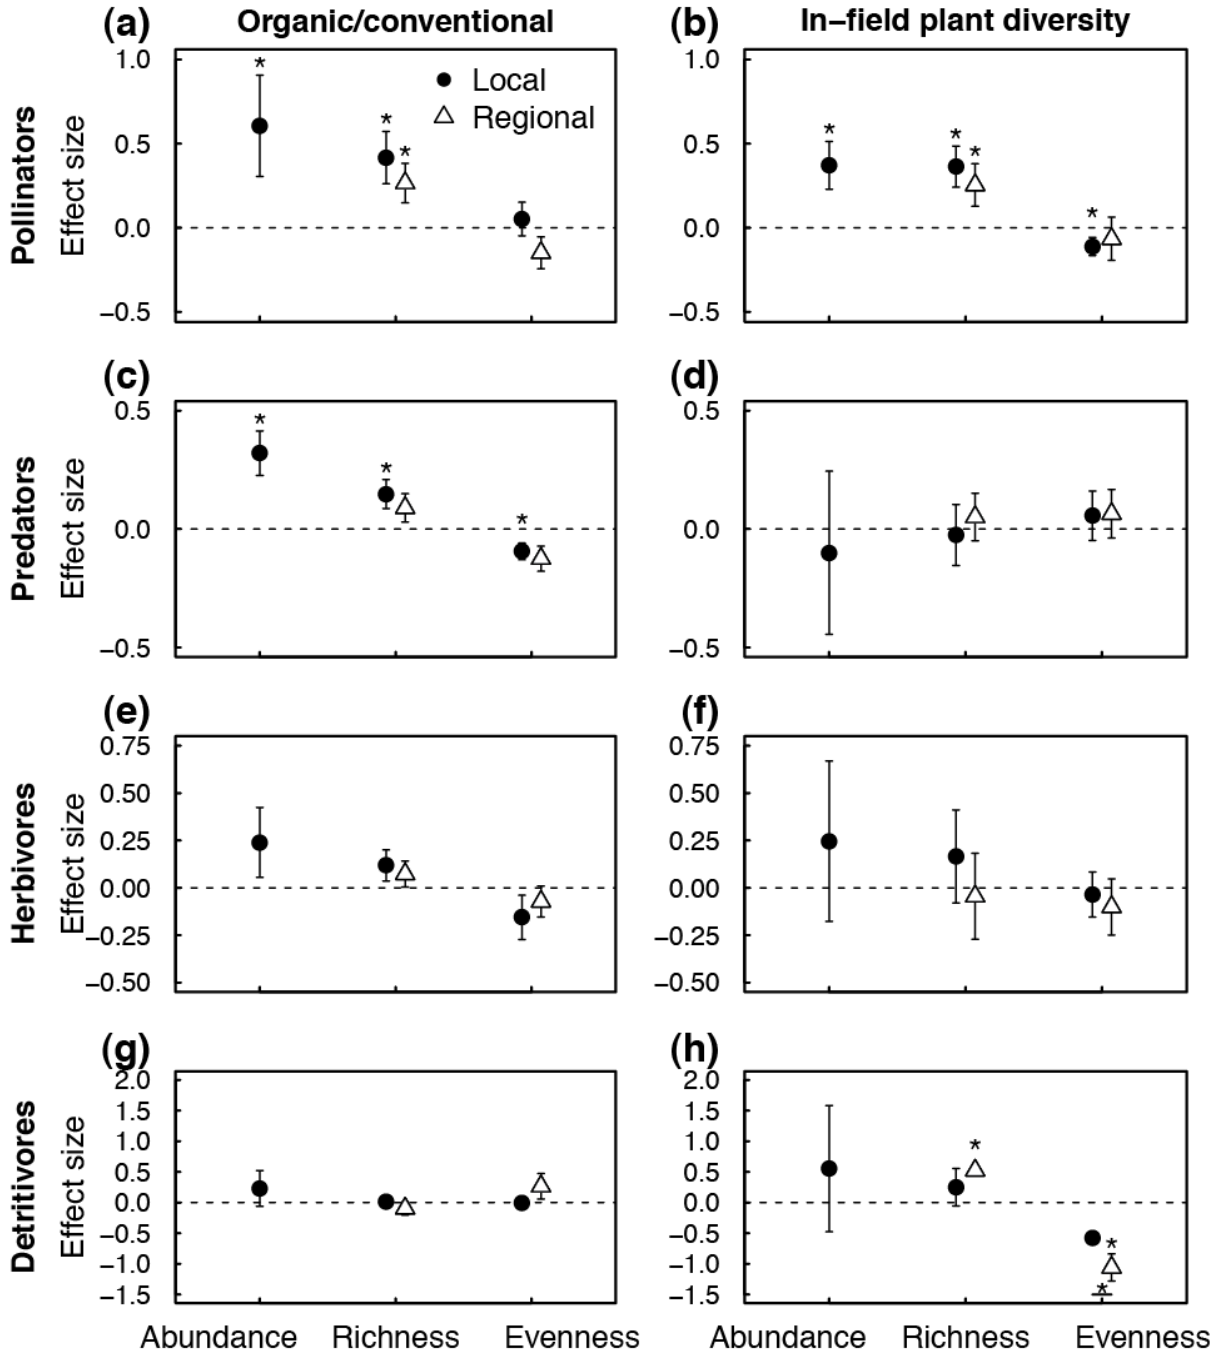 (a) Organic/conventional
(b) In−field plant diversity
Pollinators
Effect size
1.0
0.5
0.0
−0.5
* * *
Local
Regional
1.0
0.5
0.0
−0.5
* * * *
(c)
Predators
Effect size
0.5
0.0
−0.5
* * *
(d)
0.5
0.0
−0.5
(e)
Herbivores
Effect size
0.75
0.50
0.25
0.00
−0.25
−0.50
(f)
0.75
0.50
0.25
0.00
−0.25
−0.50
(g)
Detritivores
Effect size
2.0
1.5
1.0
0.5
0.0
−0.5
−1.0
−1.5
(h)
2.0
1.5
1.0
0.5
0.0
−0.5
−1.0
−1.5
* * *
Abundance Richness Evenness
Abundance Richness Evenness